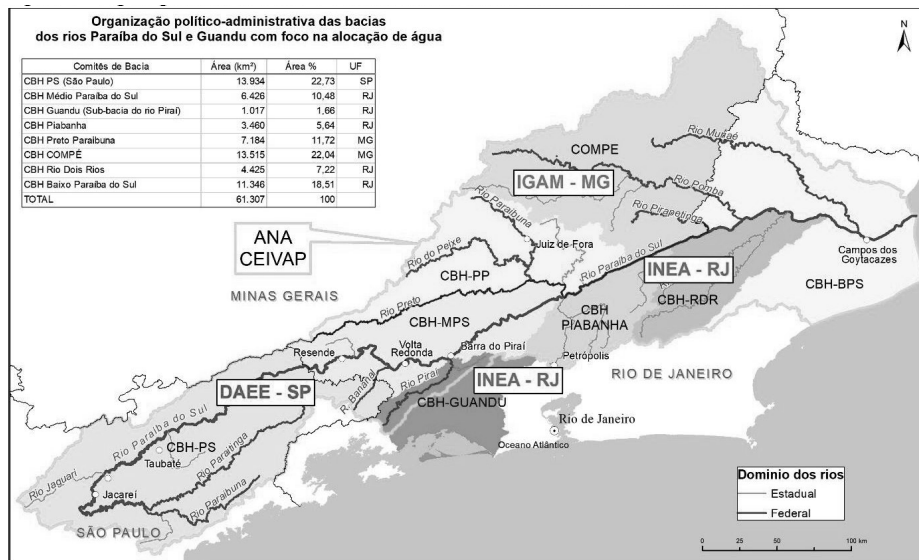 Organização político-administrativa das bacias
dos rios Paraíba do Sul e Guandu com foco na alocação de água
Comitês de Bacia Área (km²) Área % UF
CBH PS (São Paulo) 13.934 22,73 SP
CBH Médio Paraíba do Sul 6.426 10,48 RJ
CBH Guandu (Sub-bacia do rio Piraí) 1.017 1,66 RJ
CBH Piabanha 3.460 5,64 RJ
CBH Preto Paraibuna 7.184 11,72 MG
CBH COMPÉ 13.515 22,04 MG
CBH Rio Dois Rios 4.425 7,22 RJ
CBH Baixo Paraíba do Sul 11.346 18,51 RJ
TOTAL 61.307 100
N
COMPE
Rio Muriaé
IGAM - MG
Rio Pomba
Rio Paraibuna
Rio Pirapetinga
ANA
CEIVAP
Juiz de Fora
Rio do Peixe
Rio Paraíba do Sul
Campos dos
Goytacazes
CBH-PP
INEA - RJ
CBH-BPS
MINAS GERAIS
CBH-RDR
Rio Preto
CBH-MPS
CBH
PIABANHA
Volta
Redonda
Barra do Piraí
Resende
Petrópolis
RIO DE JANEIRO
Rio Piraí
INEA - RJ
DAEE - SP
R. Bananal
CBH-GUANDU
Rio de Janeiro
Rio Paraíba do Sul
Oceano Atlântico
CBH-PS
Taubaté
Rio Paraitinga
Rio Jaguari
Rio Paraibuna
Jacareí
SÃO PAULO
Dominio dos rios
Estadual
Federal
0 25 50 100 km